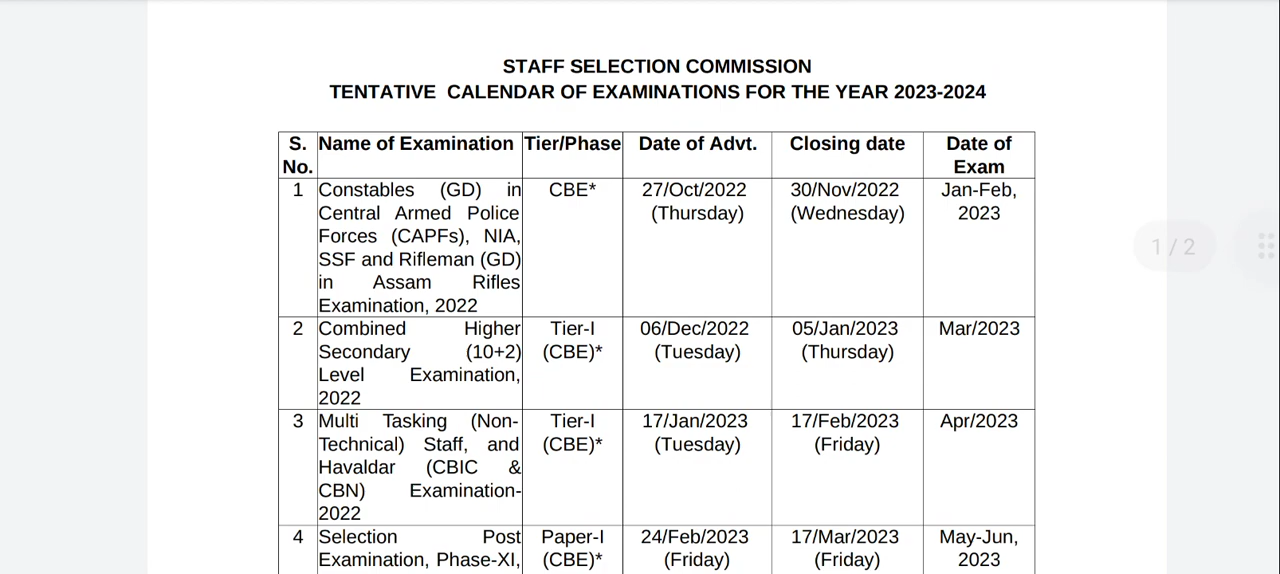 STAFF SELECTION COMMISSION
TENTATIVE CALENDAR OF EXAMINATIONS FOR THE YEAR 2023-2024
S. No. Name of Examination Tier/Phase Date of Advt. Closing date Date of Exam
1 Constables (GD) in CBE* 27/Oct/2022 30/Nov/2022 Jan-Feb,
Central Armed Police (Thursday) (Wednesday) 2023
Forces (CAPFs), NIA,
SSF and Rifleman (GD)
in Assam Rifles
Examination, 2022
2 Combined Higher Tier-I 06/Dec/2022 05/Jan/2023 Mar/2023
Secondary (10+2) (CBE)* (Tuesday) (Thursday)
Level Examination,
2022
3 Multi Tasking (Non- Tier-I 17/Jan/2023 17/Feb/2023 Apr/2023
Technical) Staff, and (CBE)* (Tuesday) (Friday)
Havaldar (CBIC &
CBN) Examination-
2022
4 Selection Post Paper-I 24/Feb/2023 17/Mar/2023 May-Jun,
Examination, Phase-XI, (CBE)* (Friday) (Friday) 2023
1 / 2